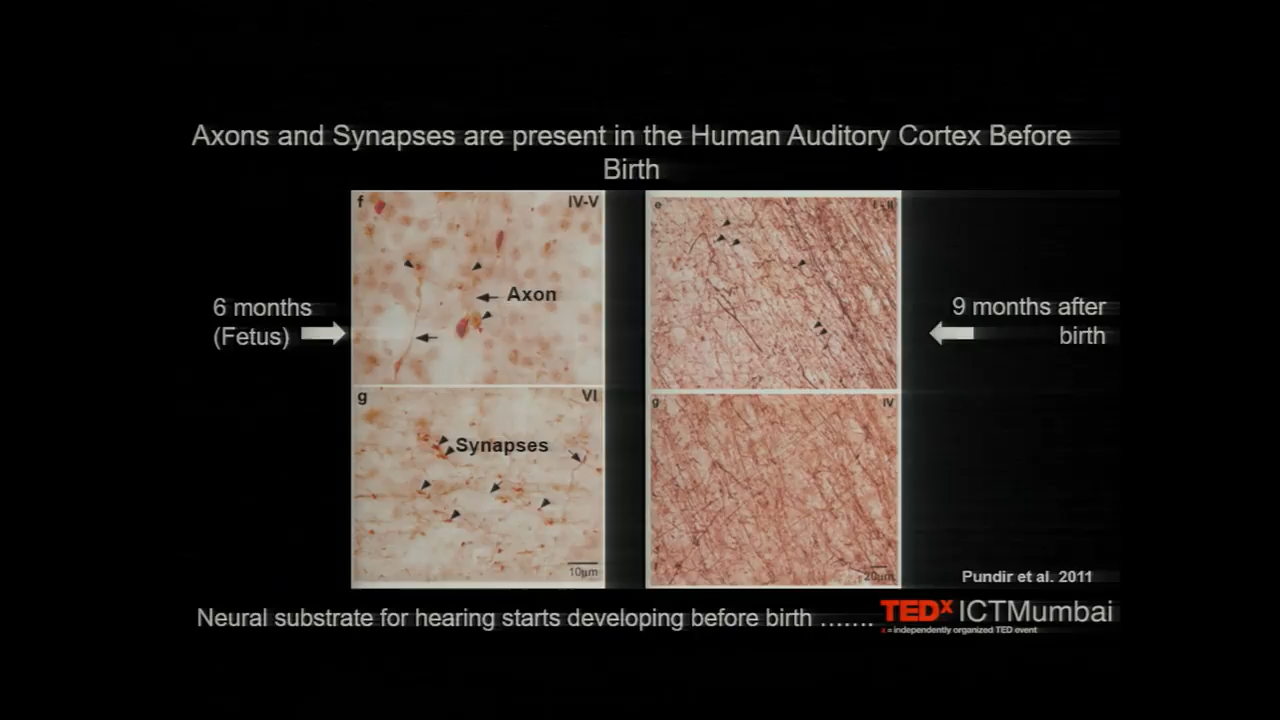 Axons and Synapses are present in the Human Auditory Cortex Before
Birth
f
IV-V
e
I - II
6 months
(Fetus)
Axon
9 months after
birth
g
VI
Synapses
10µm
g
IV
20µm
Pundir et al. 2011
Neural substrate for hearing starts developing before birth .......
TEDx ICTMumbai
x = independently organized TED event